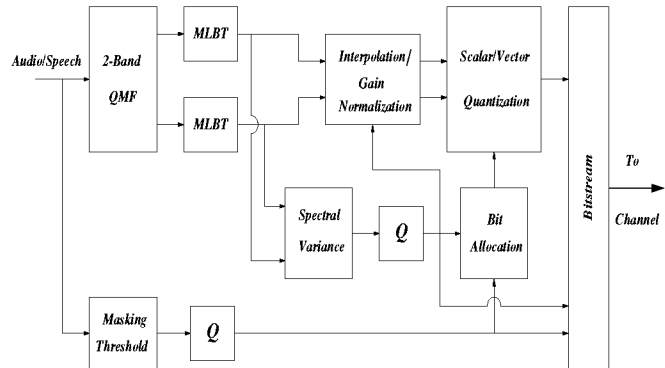 Audio/Speech
2-Band
QMF
MLBT
MLBT
Interpolation/
Gain
Normalization
Scalar/Vector
Quantization
Spectral
Variance
Q
Bit
Allocation
Masking
Threshold
Q
Bitstream
To
Channel